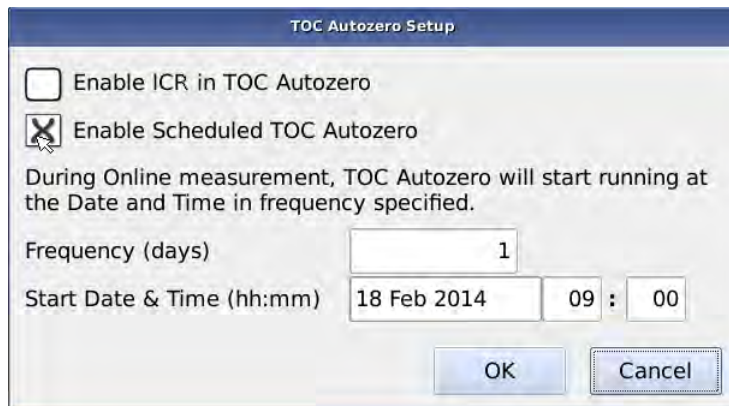 TOC Autozero Setup
Enable ICR in TOC Autozero
Enable Scheduled TOC Autozero
During Online measurement, TOC Autozero will start running at
the Date and Time in frequency specified.
Frequency (days) 1
Start Date & Time (hh:mm) 18 Feb 2014 09 : 00
OK Cancel